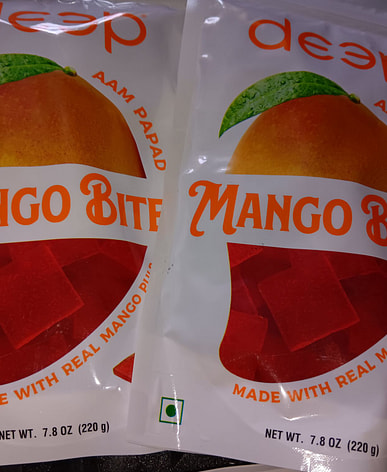 deep
AAM PAPAD
NGO BITE
MADE WITH REAL MANGO PU
NET WT. 7.8 OZ (220 g)
deep
MANGO B
MADE WITH REAL M
NET WT. 7.8 OZ (220 g)